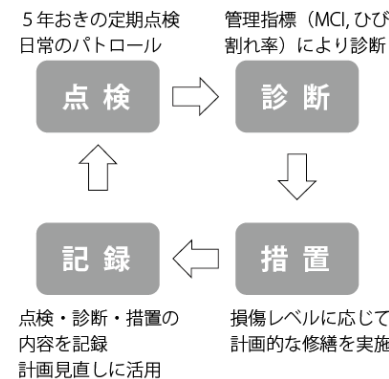 ５年おきの定期点検
日常のパトロール
管理指標（MCI, ひび
割れ率）により診断
点検
診断
措置
損傷レベルに応じて
計画的な修繕を実施
記録
点検・診断・措置の
内容を記録
計画見直しに活用